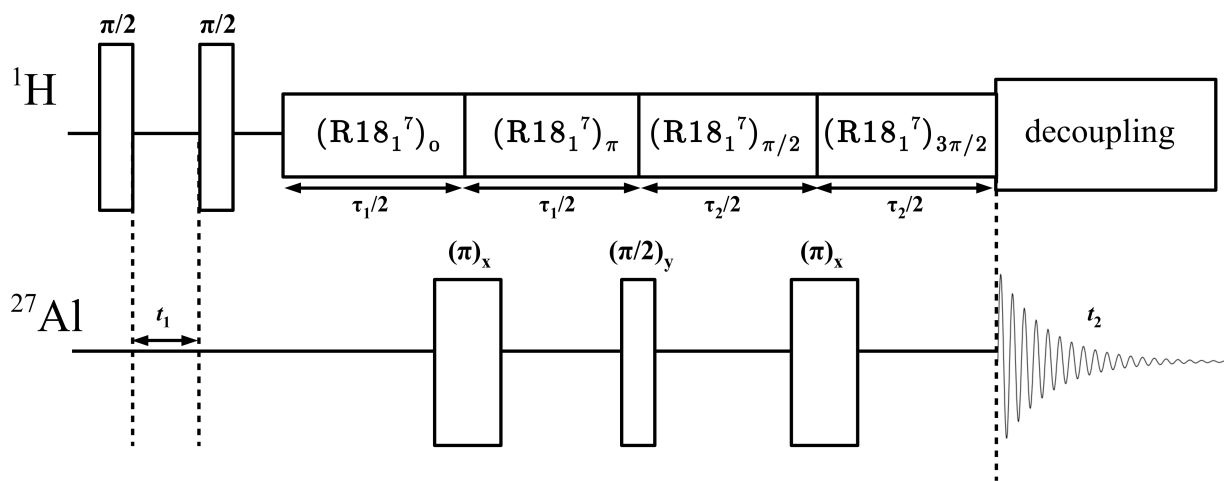 π/2 π/2
¹H (R18₁⁷)₀ (R18₁⁷)π (R18₁⁷)π/2 (R18₁⁷)3π/2 decoupling
τ₁/2 τ₁/2 τ₂/2 τ₂/2
(π)ₓ (π/2)y (π)ₓ
²⁷Al t₁ t₂